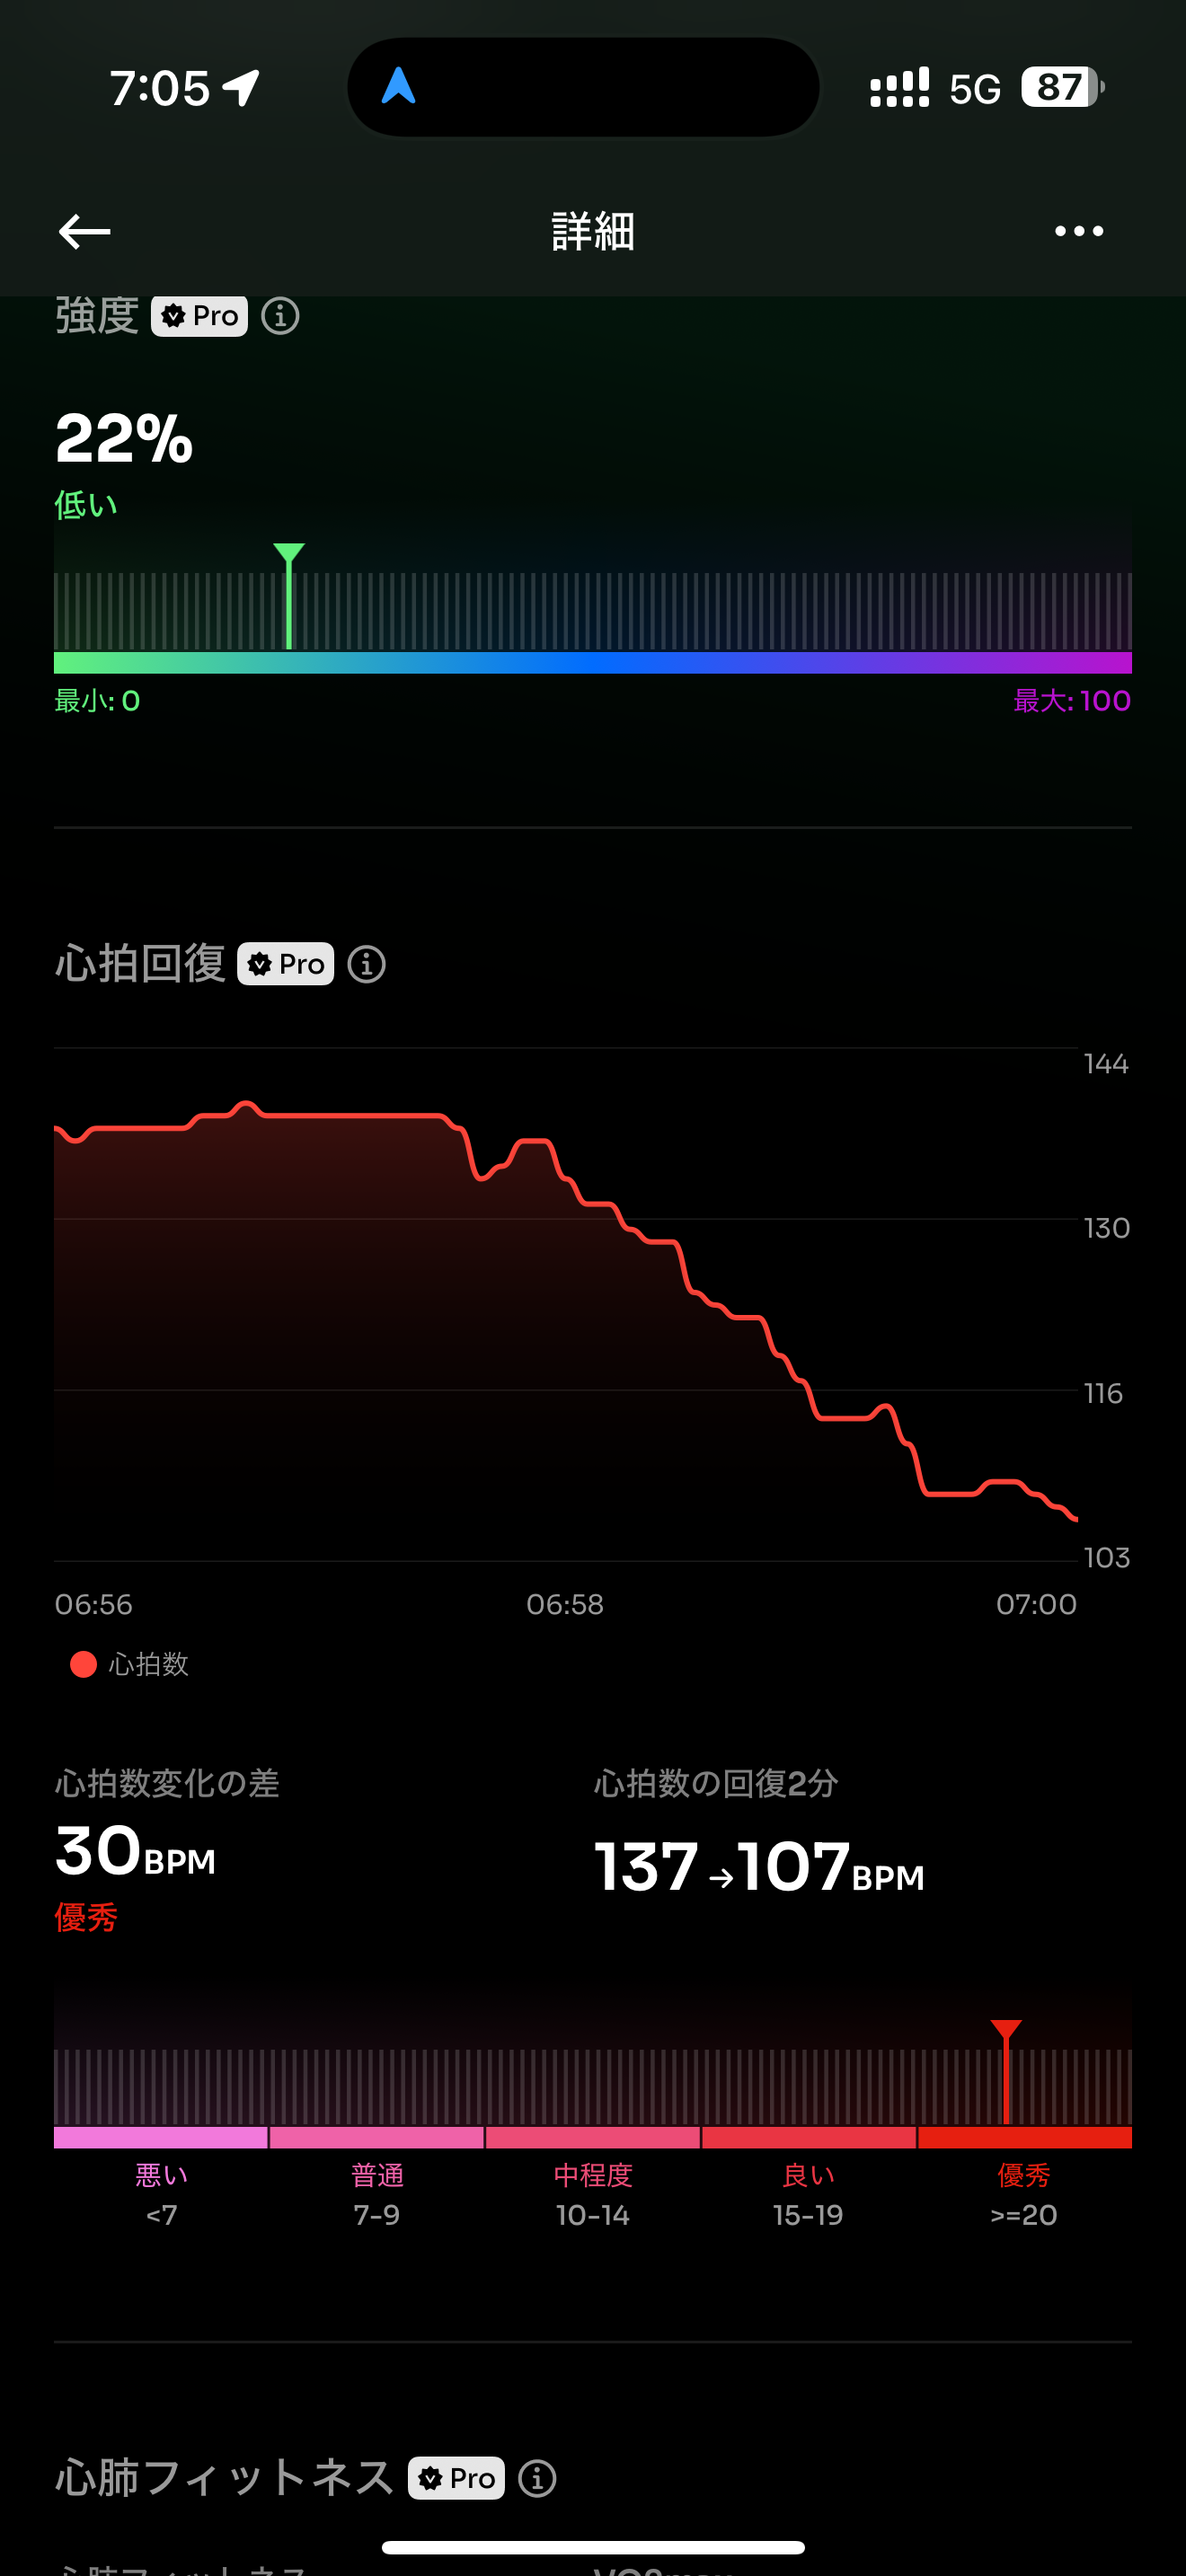 7:05 5G 87
詳細
強度 Pro
22%
低い
最小: 0 最大: 100
心拍回復 Pro
144
130
116
103
06:56 06:58 07:00
心拍数
心拍数変化の差 心拍数の回復2分
30BPM 137→107BPM
優秀
悪い 普通 中程度 良い 優秀
<7 7-9 10-14 15-19 >=20
心肺フィットネス Pro